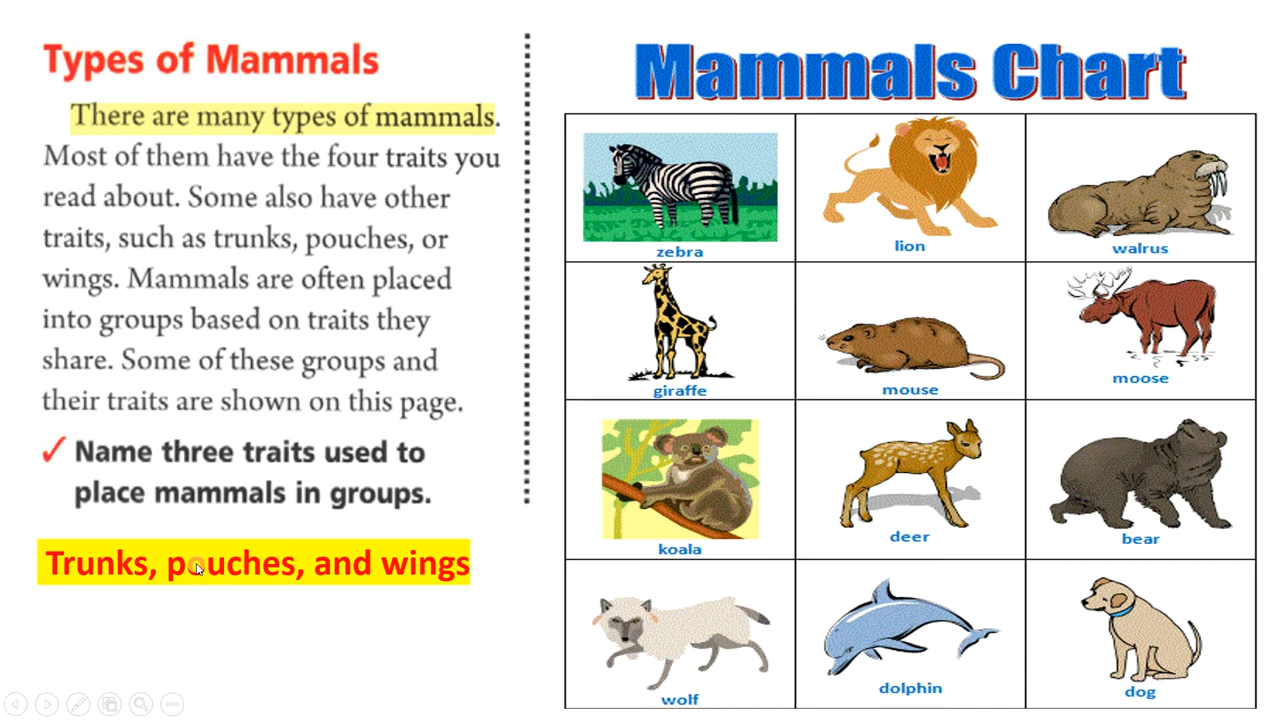 Types of Mammals
There are many types of mammals.
Most of them have the four traits you
read about. Some also have other
traits, such as trunks, pouches, or
wings. Mammals are often placed
into groups based on traits they
share. Some of these groups and
their traits are shown on this page.
✓ Name three traits used to
place mammals in groups.
Trunks, pouches, and wings
Mammals Chart
zebra
lion
walrus
giraffe
mouse
moose
koala
deer
bear
wolf
dolphin
dog